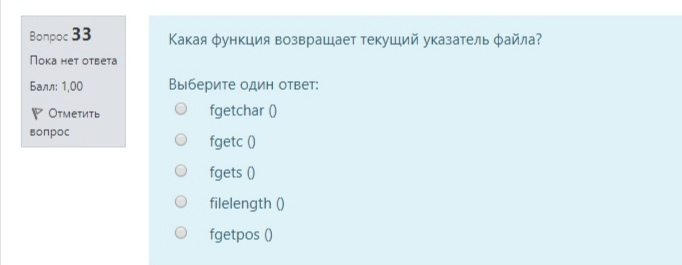 Вопрос 33
Пока нет ответа
Балл: 1,00
Отметить
вопрос
Какая функция возвращает текущий указатель файла?
Выберите один ответ:
fgetchar ()
fgetc ()
fgets ()
filelength ()
fgetpos ()